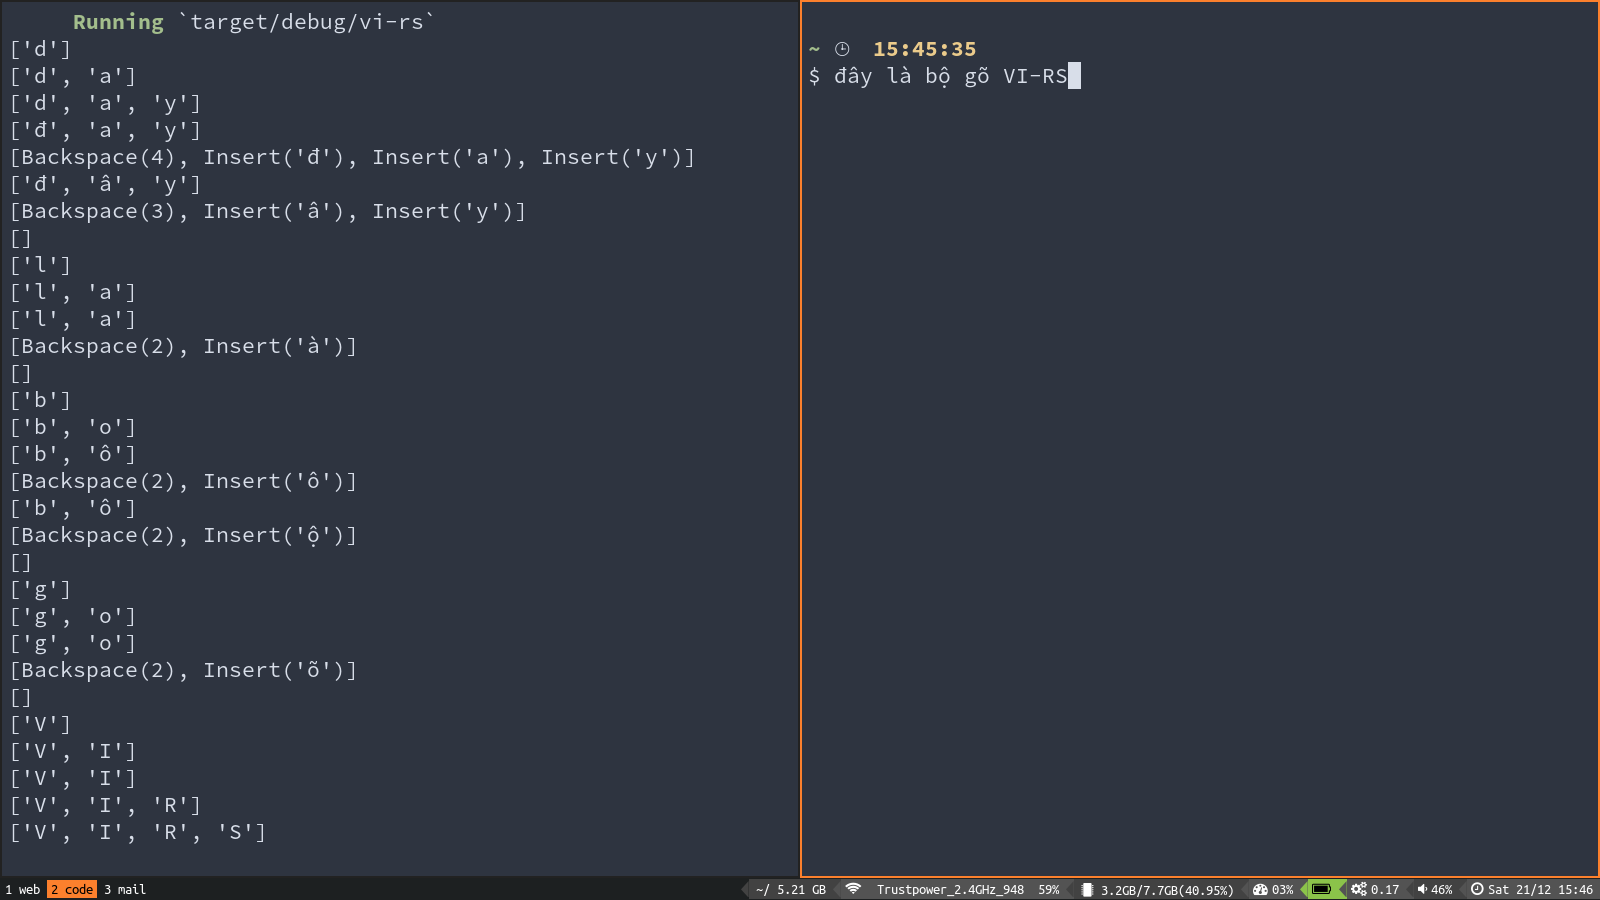 Running `target/debug/vi-rs`
['d']
['d', 'a']
['d', 'a', 'y']
['đ', 'a', 'y']
[Backspace(4), Insert('đ'), Insert('a'), Insert('y')]
['đ', 'â', 'y']
[Backspace(3), Insert('â'), Insert('y')]
[]
['l']
['l', 'a']
['l', 'a']
[Backspace(2), Insert('à')]
[]
['b']
['b', 'o']
['b', 'ô']
[Backspace(2), Insert('ô')]
['b', 'ô']
[Backspace(2), Insert('ộ')]
[]
['g']
['g', 'o']
['g', 'o']
[Backspace(2), Insert('õ')]
[]
['V']
['V', 'I']
['V', 'I']
['V', 'I', 'R']
['V', 'I', 'R', 'S']
~ 15:45:35
$ đây là bộ gõ VI-RS
1 web 2 code 3 mail ~/ 5.21 GB Trustpower_2.4GHz_948 59% 3.2GB/7.7GB(40.95%) 03% 0.17 46% Sat 21/12 15:46